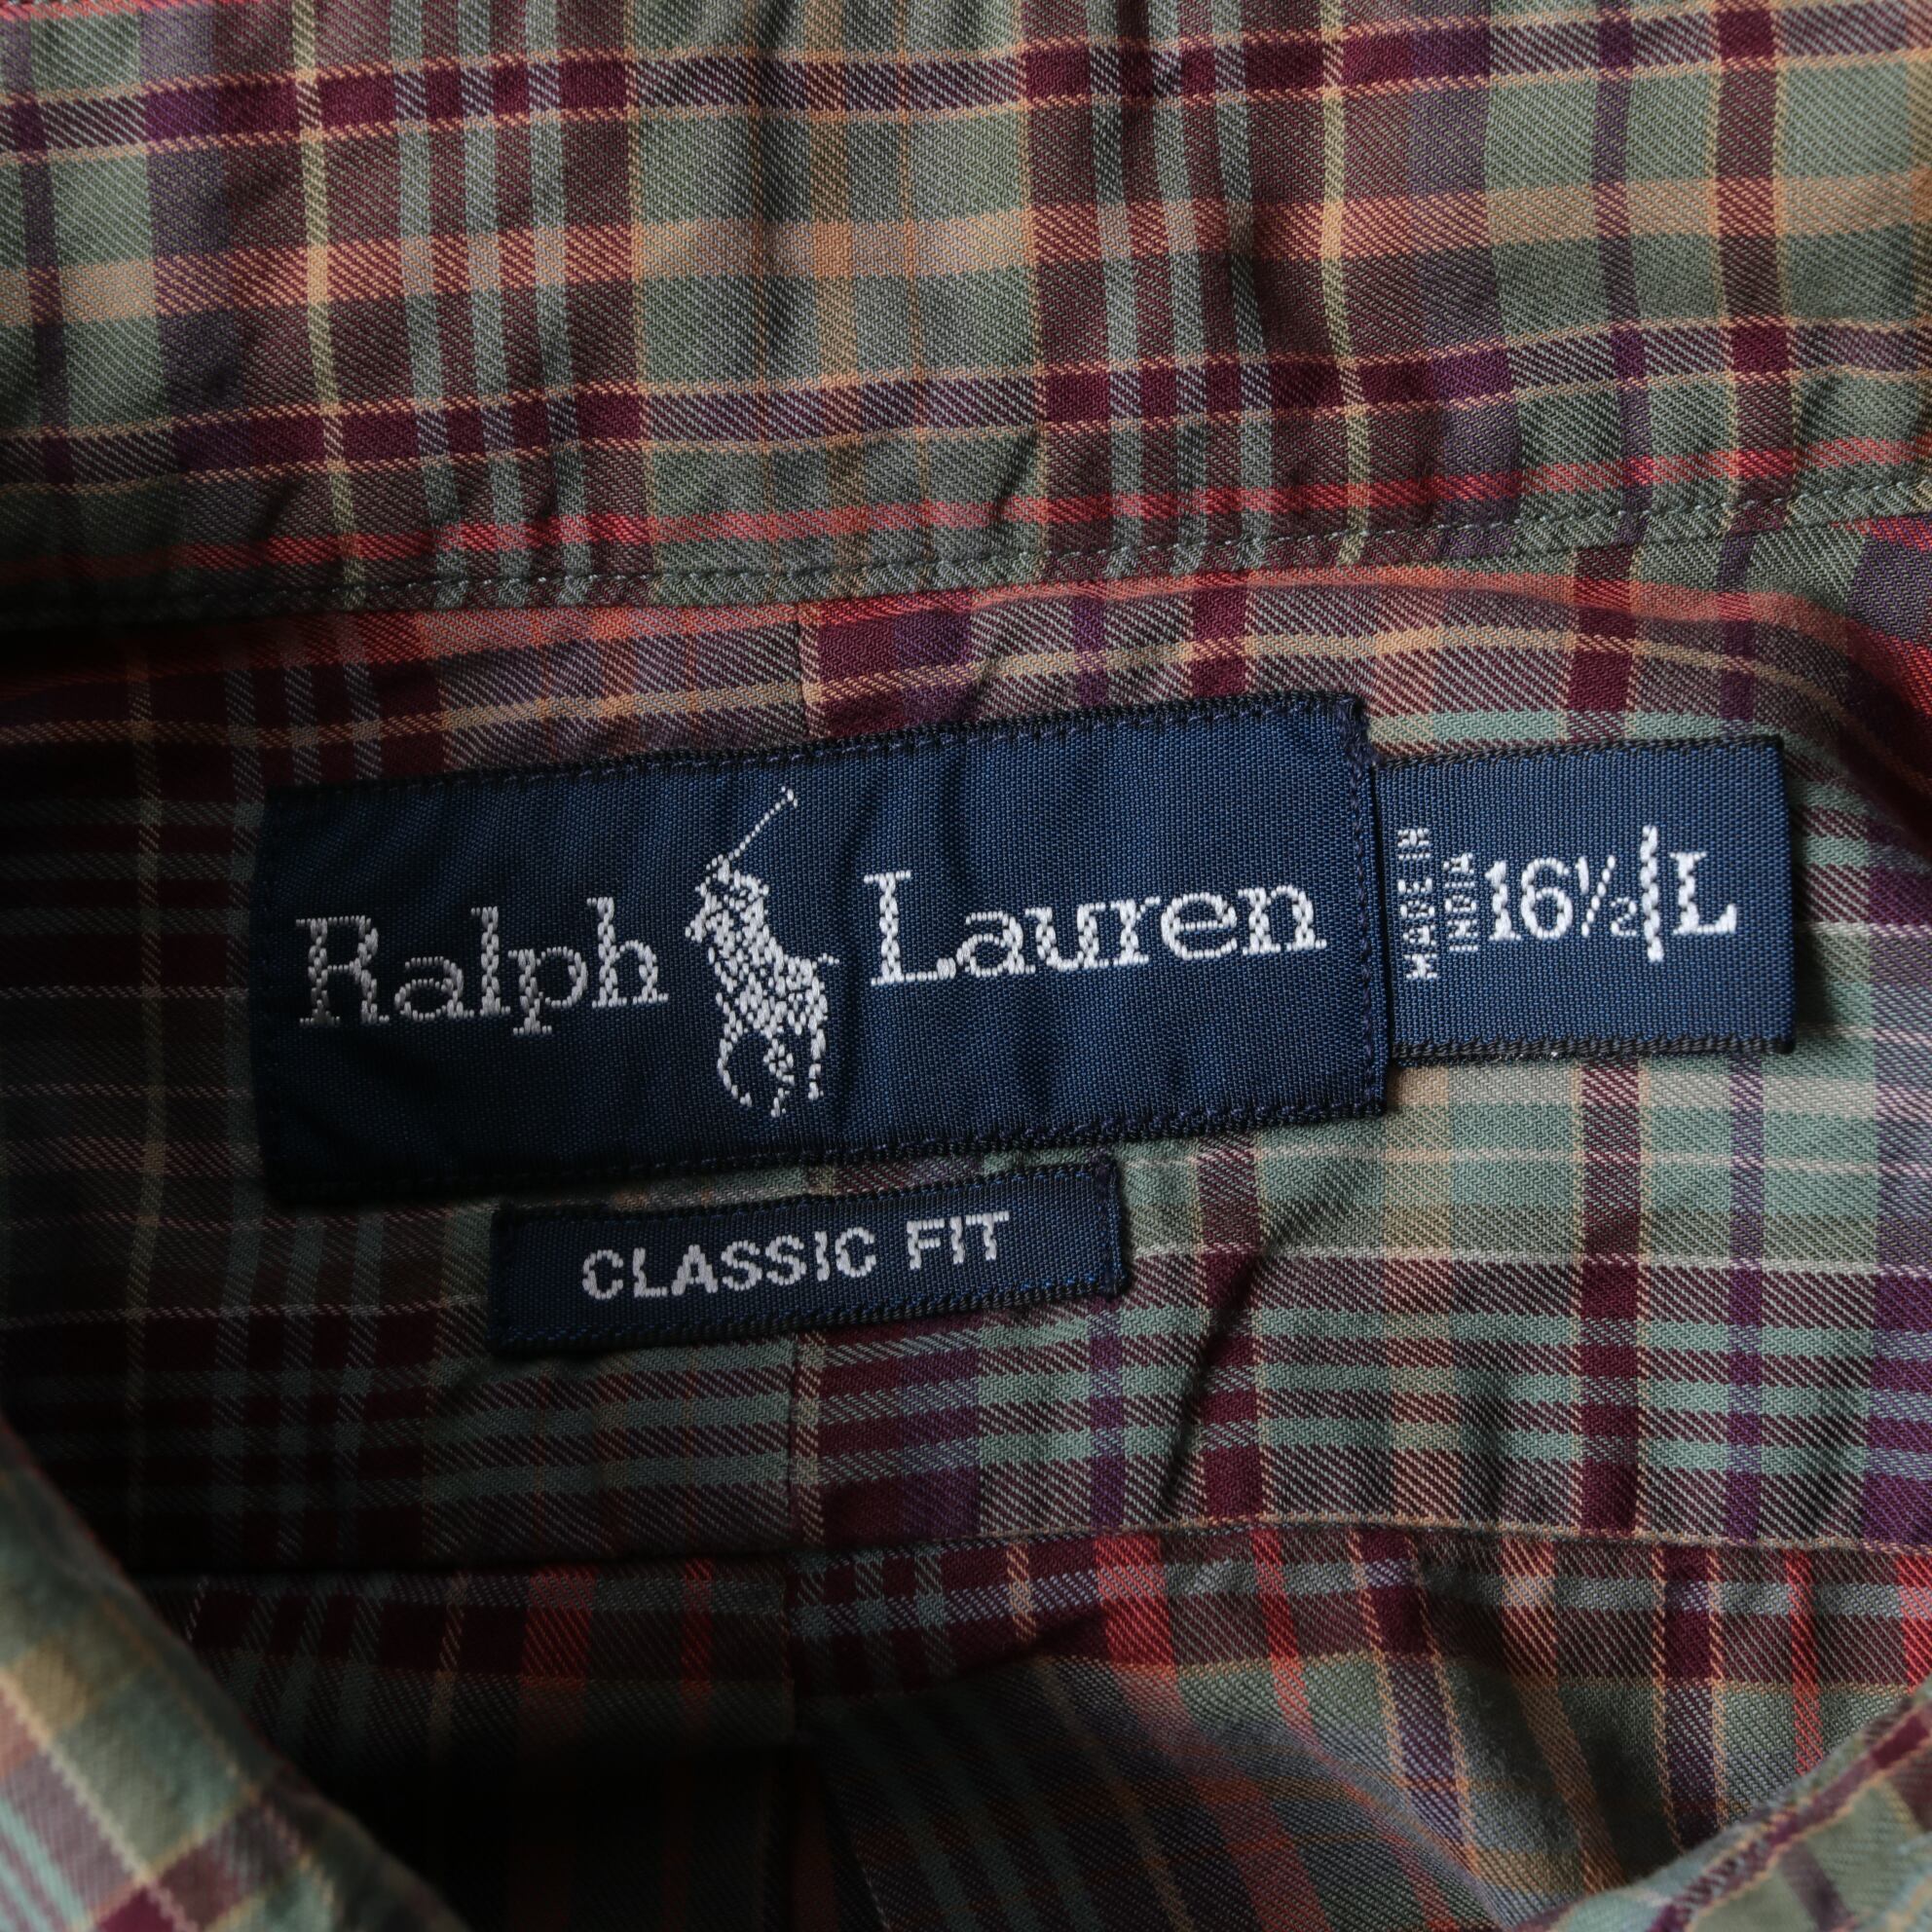 Ralph Lauren
MADE IN
INDIA
16½|L
CLASSIC FIT